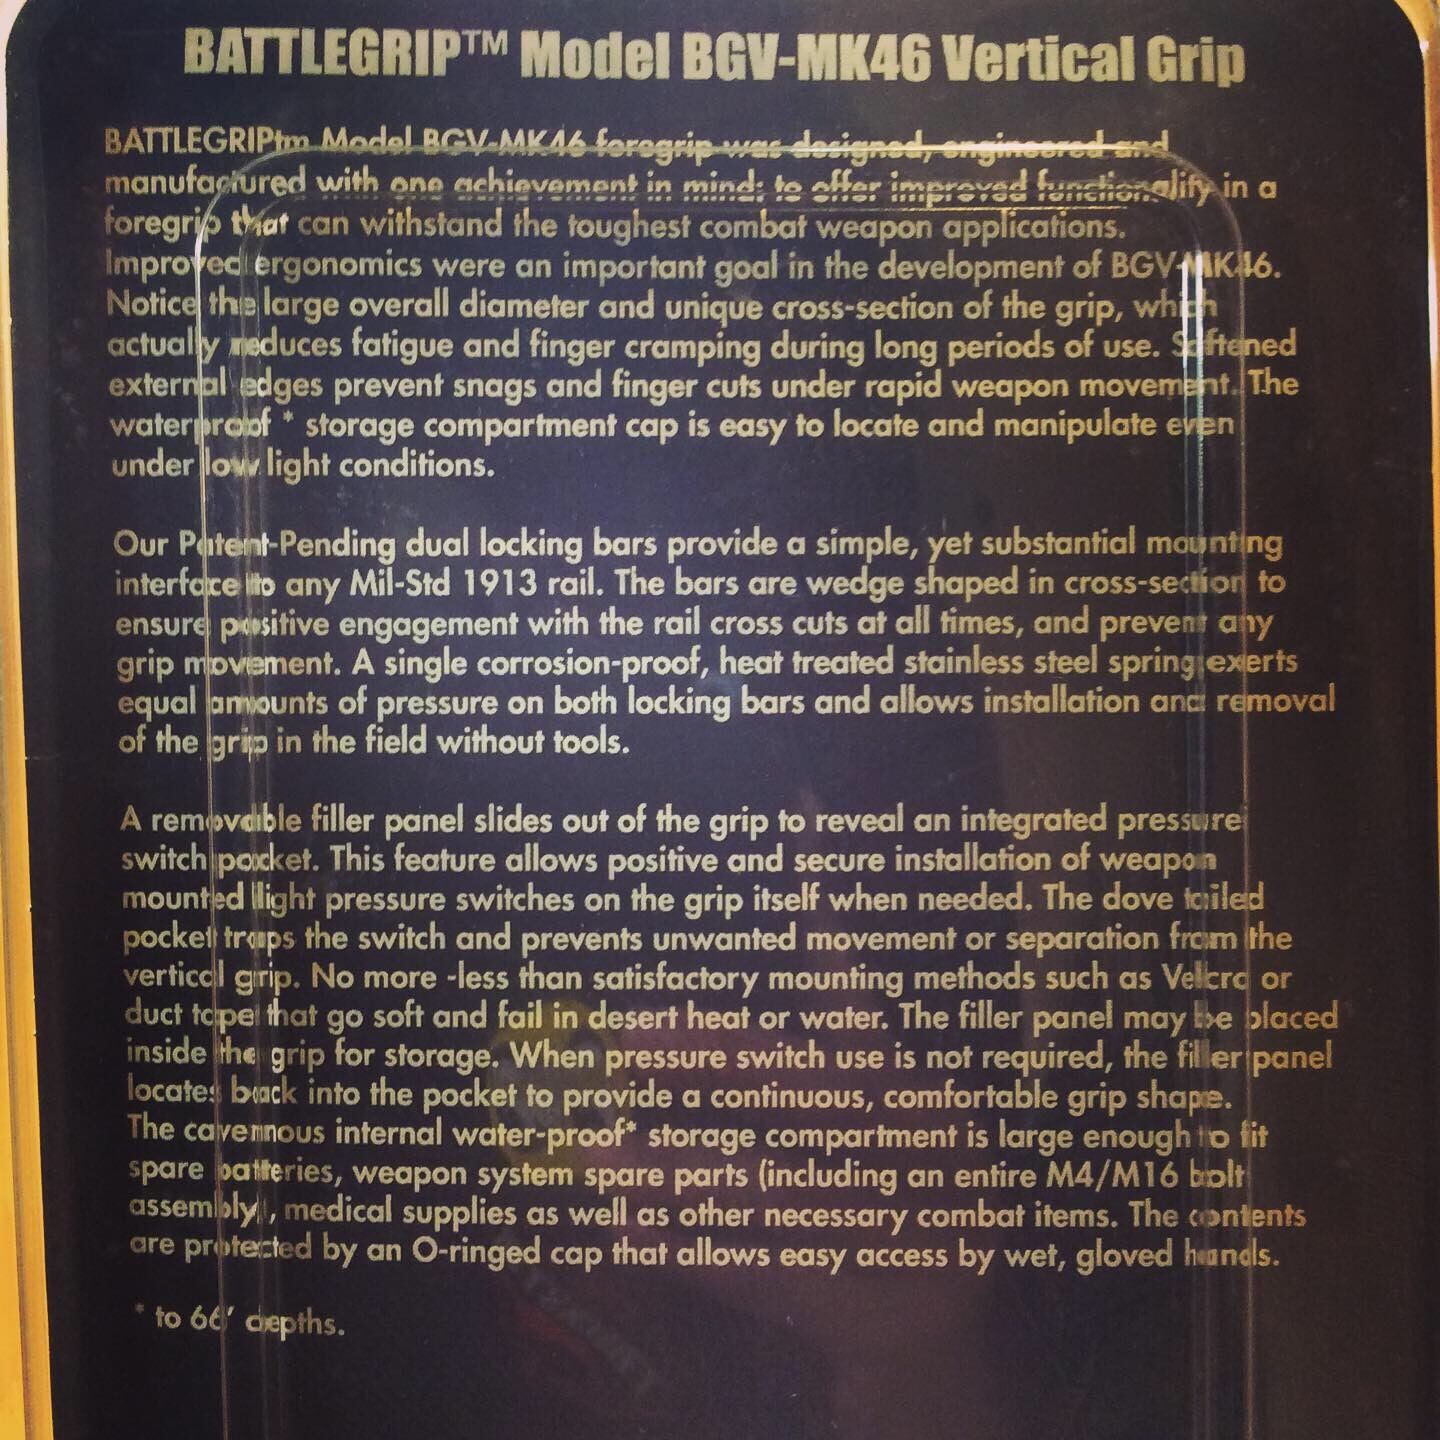 BATTLEGRIP™ Model BGV-MK46 Vertical Grip
BATTLEGRIPtm Model BGV-MK46 foregrip was designed, engineered and
manufactured with one achievement in mind; to offer improved functionality in a
foregrip that can withstand the toughest combat weapon applications.
Improved ergonomics were an important goal in the development of BGV-MK46.
Notice the large overall diameter and unique cross-section of the grip, which
actually reduces fatigue and finger cramping during long periods of use. Softened
external edges prevent snags and finger cuts under rapid weapon movement. The
waterproof * storage compartment cap is easy to locate and manipulate even
under low light conditions.
Our Patent-Pending dual locking bars provide a simple, yet substantial mounting
interface to any Mil-Std 1913 rail. The bars are wedge shaped in cross-section to
ensure positive engagement with the rail cross cuts at all times, and prevent any
grip movement. A single corrosion-proof, heat treated stainless steel spring exerts
equal amounts of pressure on both locking bars and allows installation and removal
of the grip in the field without tools.
A removable filler panel slides out of the grip to reveal an integrated pressure
switch pocket. This feature allows positive and secure installation of weapon
mounted light pressure switches on the grip itself when needed. The dove tailed
pocket traps the switch and prevents unwanted movement or separation from the
vertical grip. No more -less than satisfactory mounting methods such as Velcro or
duct tape that go soft and fail in desert heat or water. The filler panel may be placed
inside the grip for storage. When pressure switch use is not required, the filler panel
locates back into the pocket to provide a continuous, comfortable grip shape.
The cavernous internal water-proof* storage compartment is large enough to fit
spare batteries, weapon system spare parts (including an entire M4/M16 bolt
assembly), medical supplies as well as other necessary combat items. The contents
are protected by an O-ringed cap that allows easy access by wet, gloved hands.
* to 66' depths.